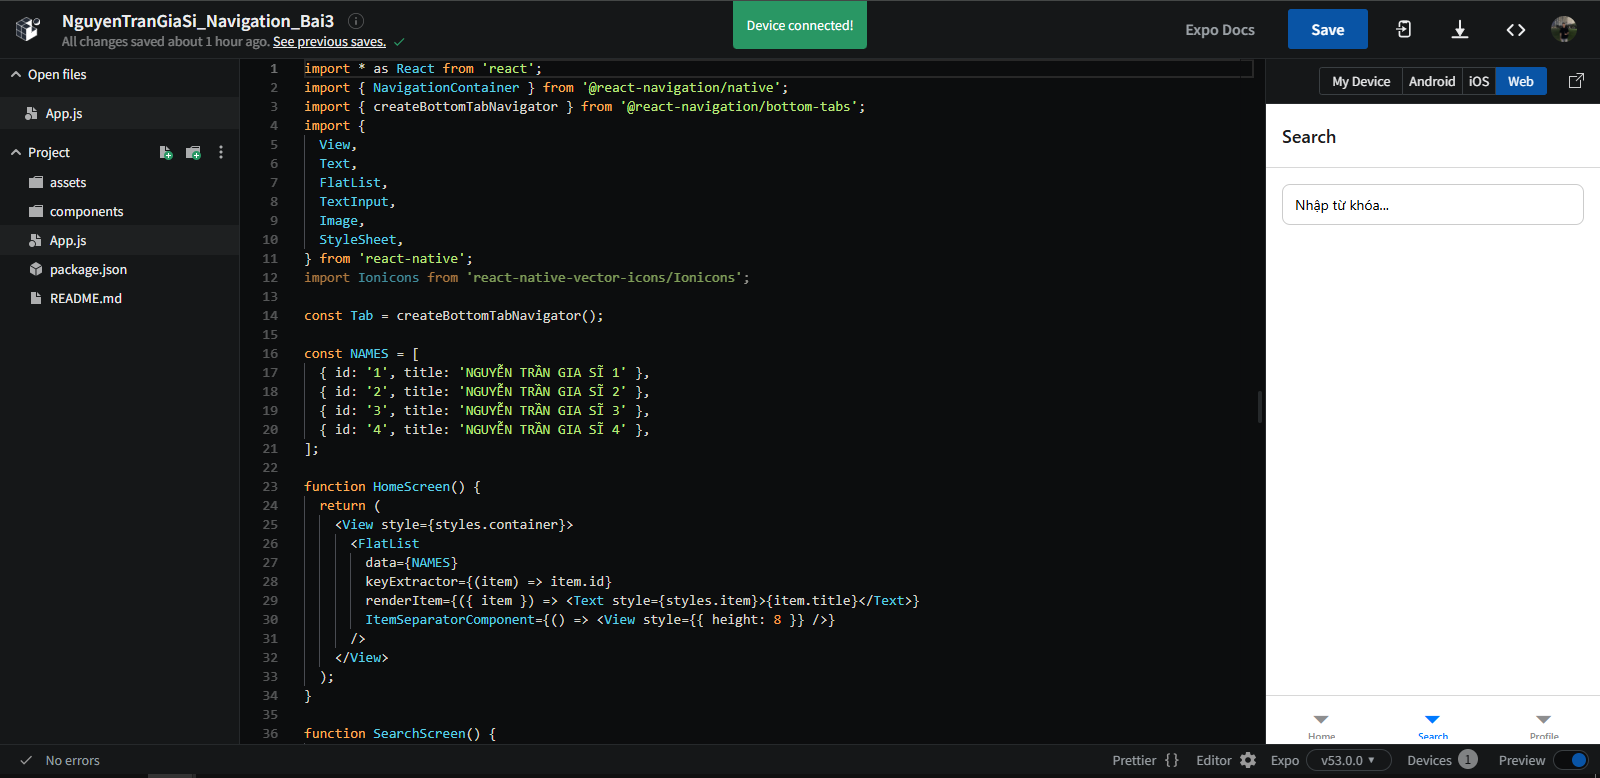 NguyenTranGiaSi_Navigation_Bai3
All changes saved about 1 hour ago. See previous saves.
Device connected!
Expo Docs
Save
Open files
App.js
Project
assets
components
App.js
package.json
README.md
1 import * as React from 'react';
2 import { NavigationContainer } from '@react-navigation/native';
3 import { createBottomTabNavigator } from '@react-navigation/bottom-tabs';
4 import {
5 View,
6 Text,
7 FlatList,
8 TextInput,
9 Image,
10 StyleSheet,
11 } from 'react-native';
12 import Ionicons from 'react-native-vector-icons/Ionicons';
13
14 const Tab = createBottomTabNavigator();
15
16 const NAMES = [
17 { id: '1', title: 'NGUYỄN TRẦN GIA SĨ 1' },
18 { id: '2', title: 'NGUYỄN TRẦN GIA SĨ 2' },
19 { id: '3', title: 'NGUYỄN TRẦN GIA SĨ 3' },
20 { id: '4', title: 'NGUYỄN TRẦN GIA SĨ 4' },
21 ];
22
23 function HomeScreen() {
24 return (
25 <View style={styles.container}>
26 <FlatList
27 data={NAMES}
28 keyExtractor={(item) => item.id}
29 renderItem={({ item }) => <Text style={styles.item}>{item.title}</Text>}
30 ItemSeparatorComponent={() => <View style={{ height: 8 }} />}
31 />
32 </View>
33 );
34 }
35
36 function SearchScreen() {
My Device Android iOS Web
Search
Nhập từ khóa...
Home Search Profile
No errors
Prettier {} Editor Expo v53.0.0 Devices 1 Preview